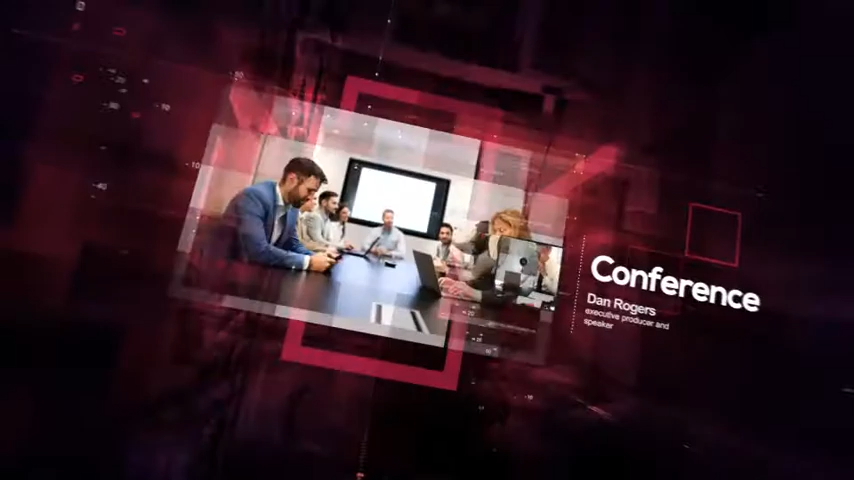 Conference
Dan Rogers
executive producer and
speaker